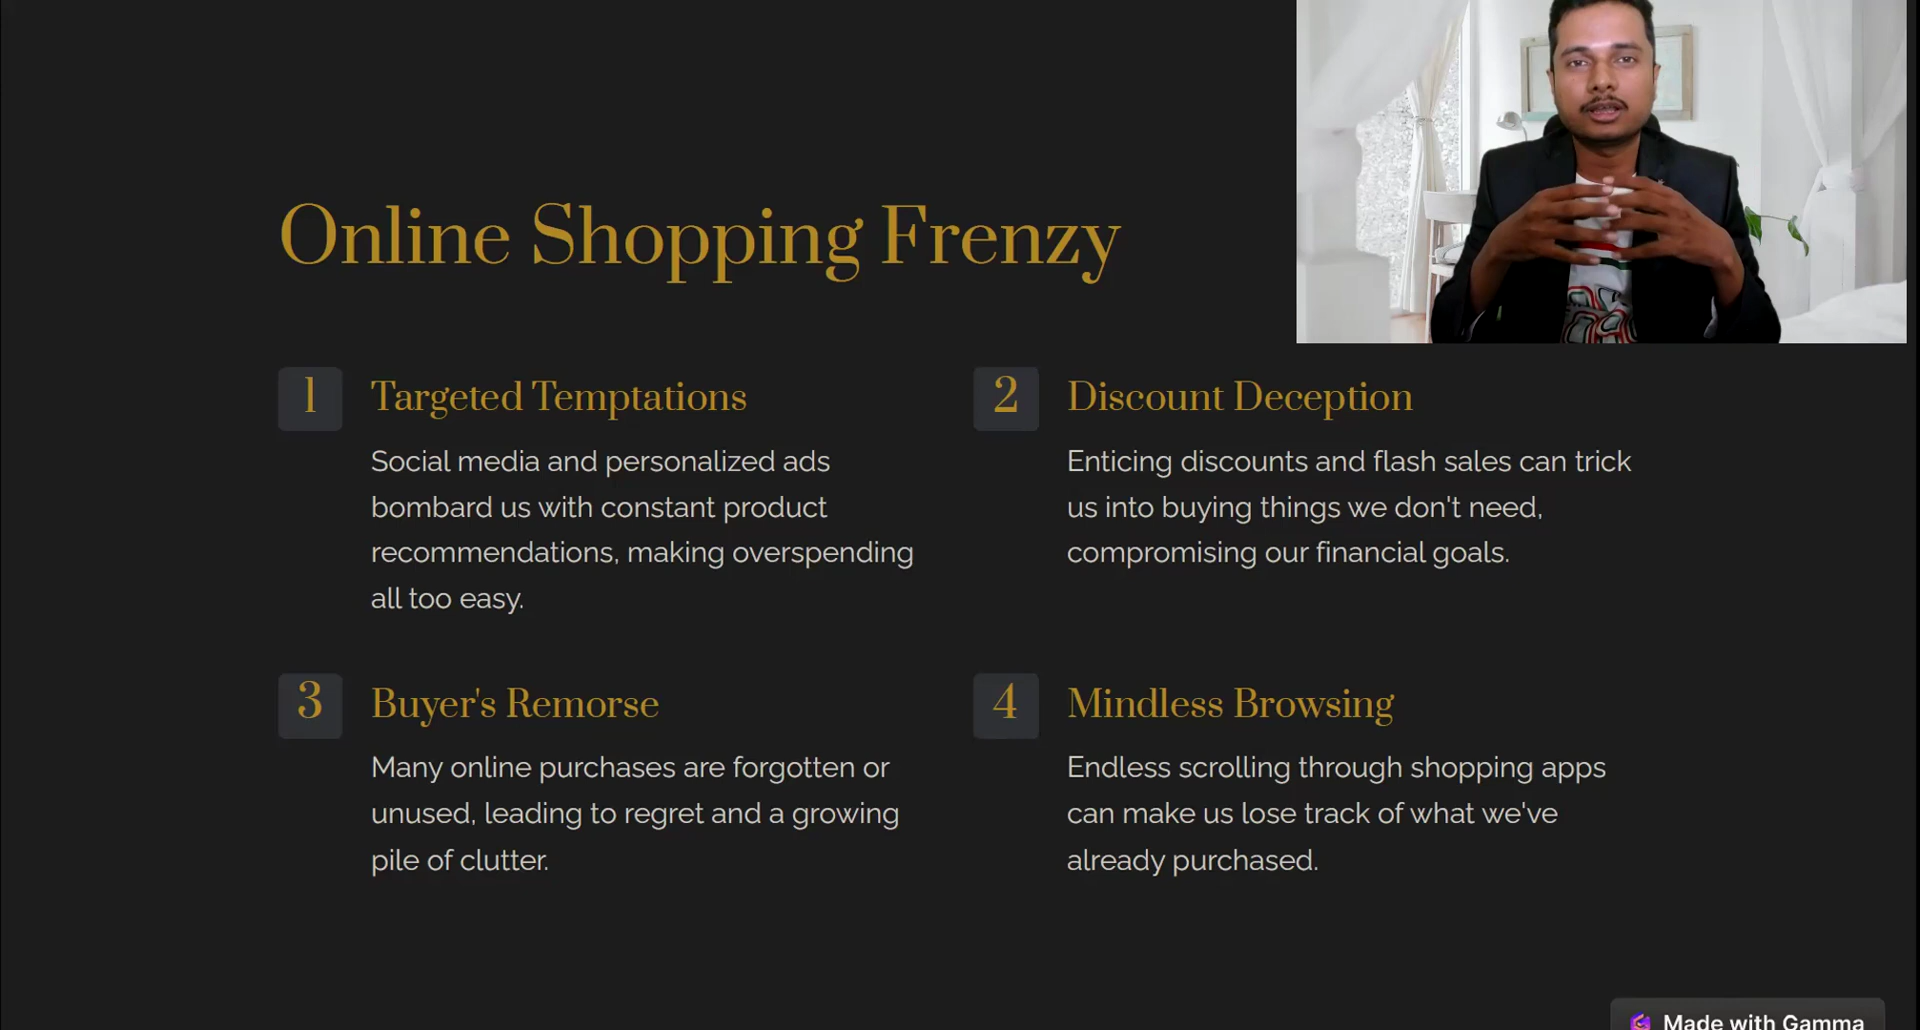 Online Shopping Frenzy
1
Targeted Temptations
Social media and personalized ads
bombard us with constant product
recommendations, making overspending
all too easy.
2
Discount Deception
Enticing discounts and flash sales can trick
us into buying things we don't need,
compromising our financial goals.
3
Buyer's Remorse
Many online purchases are forgotten or
unused, leading to regret and a growing
pile of clutter.
4
Mindless Browsing
Endless scrolling through shopping apps
can make us lose track of what we've
already purchased.
Made with Gamma